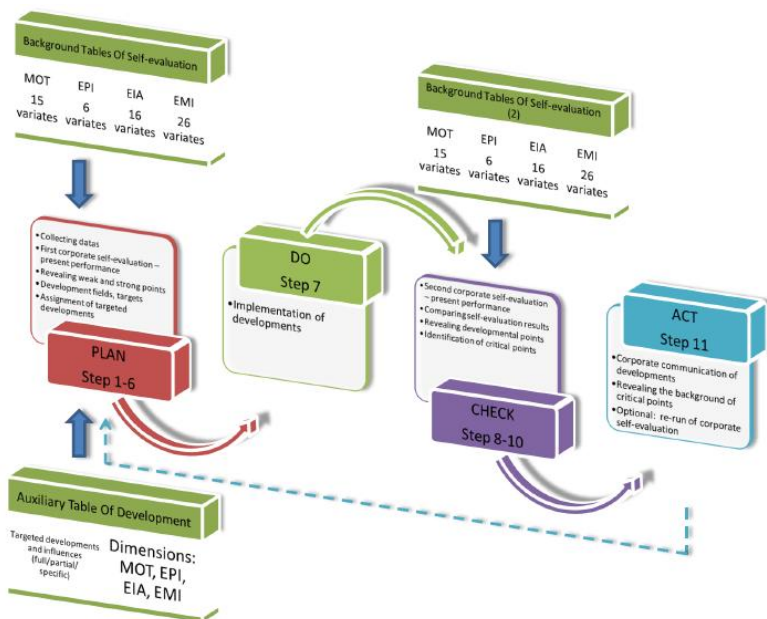 Background Tables Of Self-evaluation
MOT
15
variates
EPI
6
variates
EIA
16
variates
EMI
26
variates
Background Tables Of Self-evaluation
(2)
MOT
15
variates
EPI
6
variates
EIA
16
variates
EMI
26
variates
•Collecting datas
•First corporate self-evaluation –
present performance
•Revealing weak and strong points
•Development fields, targets
•Assignment of targeted
developments
PLAN
Step 1-6
DO
Step 7
•Implementation of
developments
•Second corporate self-evaluation
– present performance
•Comparing self-evaluation results
•Revealing developmental points
•Identification of critical points
CHECK
Step 8-10
ACT
Step 11
•Corporate communication of
developments
•Revealing the background of
critical points
•Optional: re-run of corporate
self-evaluation
Auxiliary Table Of Development
Targeted developments
and influences
(full/partial/
specific)
Dimensions:
MOT, EPI,
EIA, EMI